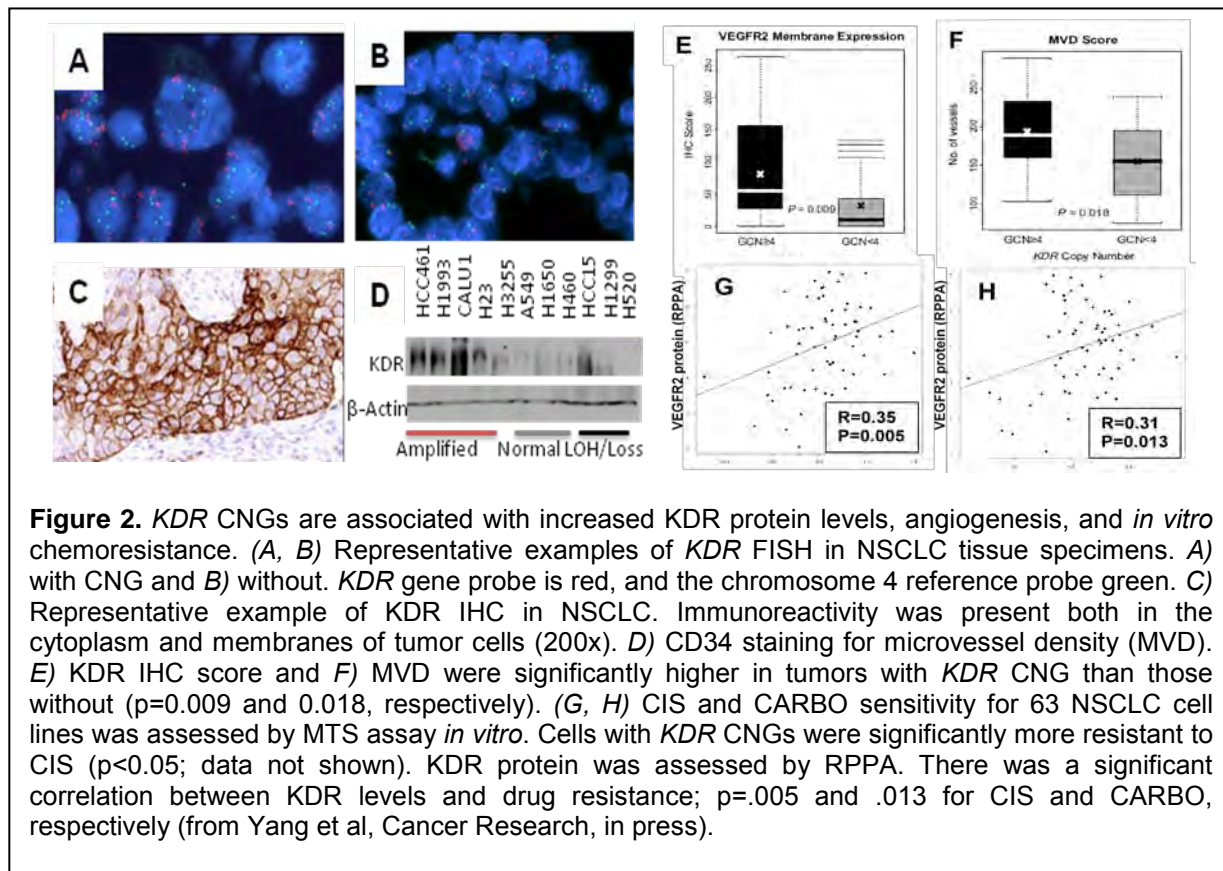 A
B
E
VEGFR2 Membrane Expression
IHC Score
250
200
150
100
50
0
P = 0.009
GCN≥4
GCN<4
F
MVD Score
No. of vessels
250
200
150
100
P = 0.018
GCN≥4
GCN<4
KDR Copy Number
C
D
HCC461
H1993
CALU1
H23
H3255
A549
H1650
H460
HCC15
H1299
H520
KDR
β-Actin
Amplified
Normal
LOH/Loss
G
VEGFR2 protein (RPPA)
R=0.35
P=0.005
H
VEGFR2 protein (RPPA)
R=0.31
P=0.013
Figure 2. KDR CNGs are associated with increased KDR protein levels, angiogenesis, and in vitro
chemoresistance. (A, B) Representative examples of KDR FISH in NSCLC tissue specimens. A)
with CNG and B) without. KDR gene probe is red, and the chromosome 4 reference probe green. C)
Representative example of KDR IHC in NSCLC. Immunoreactivity was present both in the
cytoplasm and membranes of tumor cells (200x). D) CD34 staining for microvessel density (MVD).
E) KDR IHC score and F) MVD were significantly higher in tumors with KDR CNG than those
without (p=0.009 and 0.018, respectively). (G, H) CIS and CARBO sensitivity for 63 NSCLC cell
lines was assessed by MTS assay in vitro. Cells with KDR CNGs were significantly more resistant to
CIS (p<0.05; data not shown). KDR protein was assessed by RPPA. There was a significant
correlation between KDR levels and drug resistance; p=.005 and .013 for CIS and CARBO,
respectively (from Yang et al, Cancer Research, in press).